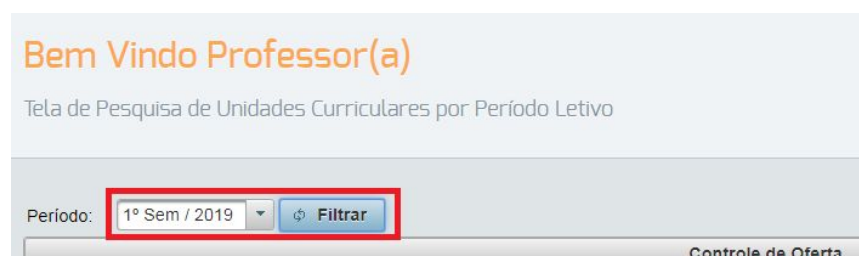 Bem Vindo Professor(a)
Tela de Pesquisa de Unidades Curriculares por Período Letivo
Período: 1º Sem / 2019 Filtrar
Controle de Oferta